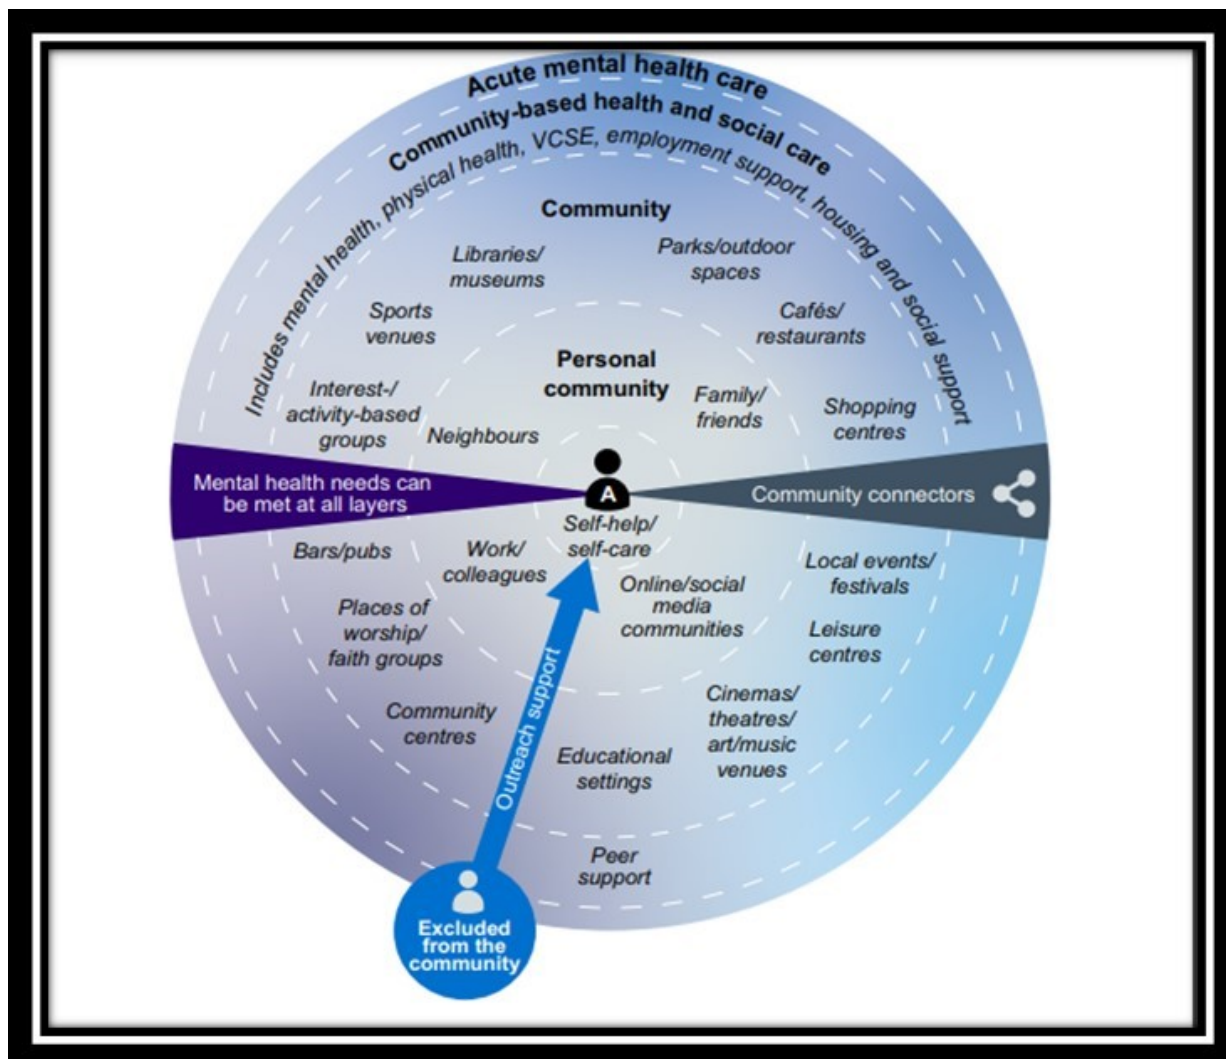 Acute mental health care
Community-based health and social care
Includes mental health, physical health, VCSE, employment support, housing and social support
Community
Libraries/
museums
Parks/outdoor
spaces
Sports
venues
Cafés/
restaurants
Personal
community
Interest-/
activity-based
groups
Neighbours
Family/
friends
Shopping
centres
Mental health needs can
be met at all layers
A
Community connectors
Self-help/
self-care
Bars/pubs
Work/
colleagues
Online/social
media
communities
Local events/
festivals
Places of
worship/
faith groups
Leisure
centres
Community
centres
Outreach support
Educational
settings
Cinemas/
theatres/
art/music
venues
Peer
support
Excluded
from the
community